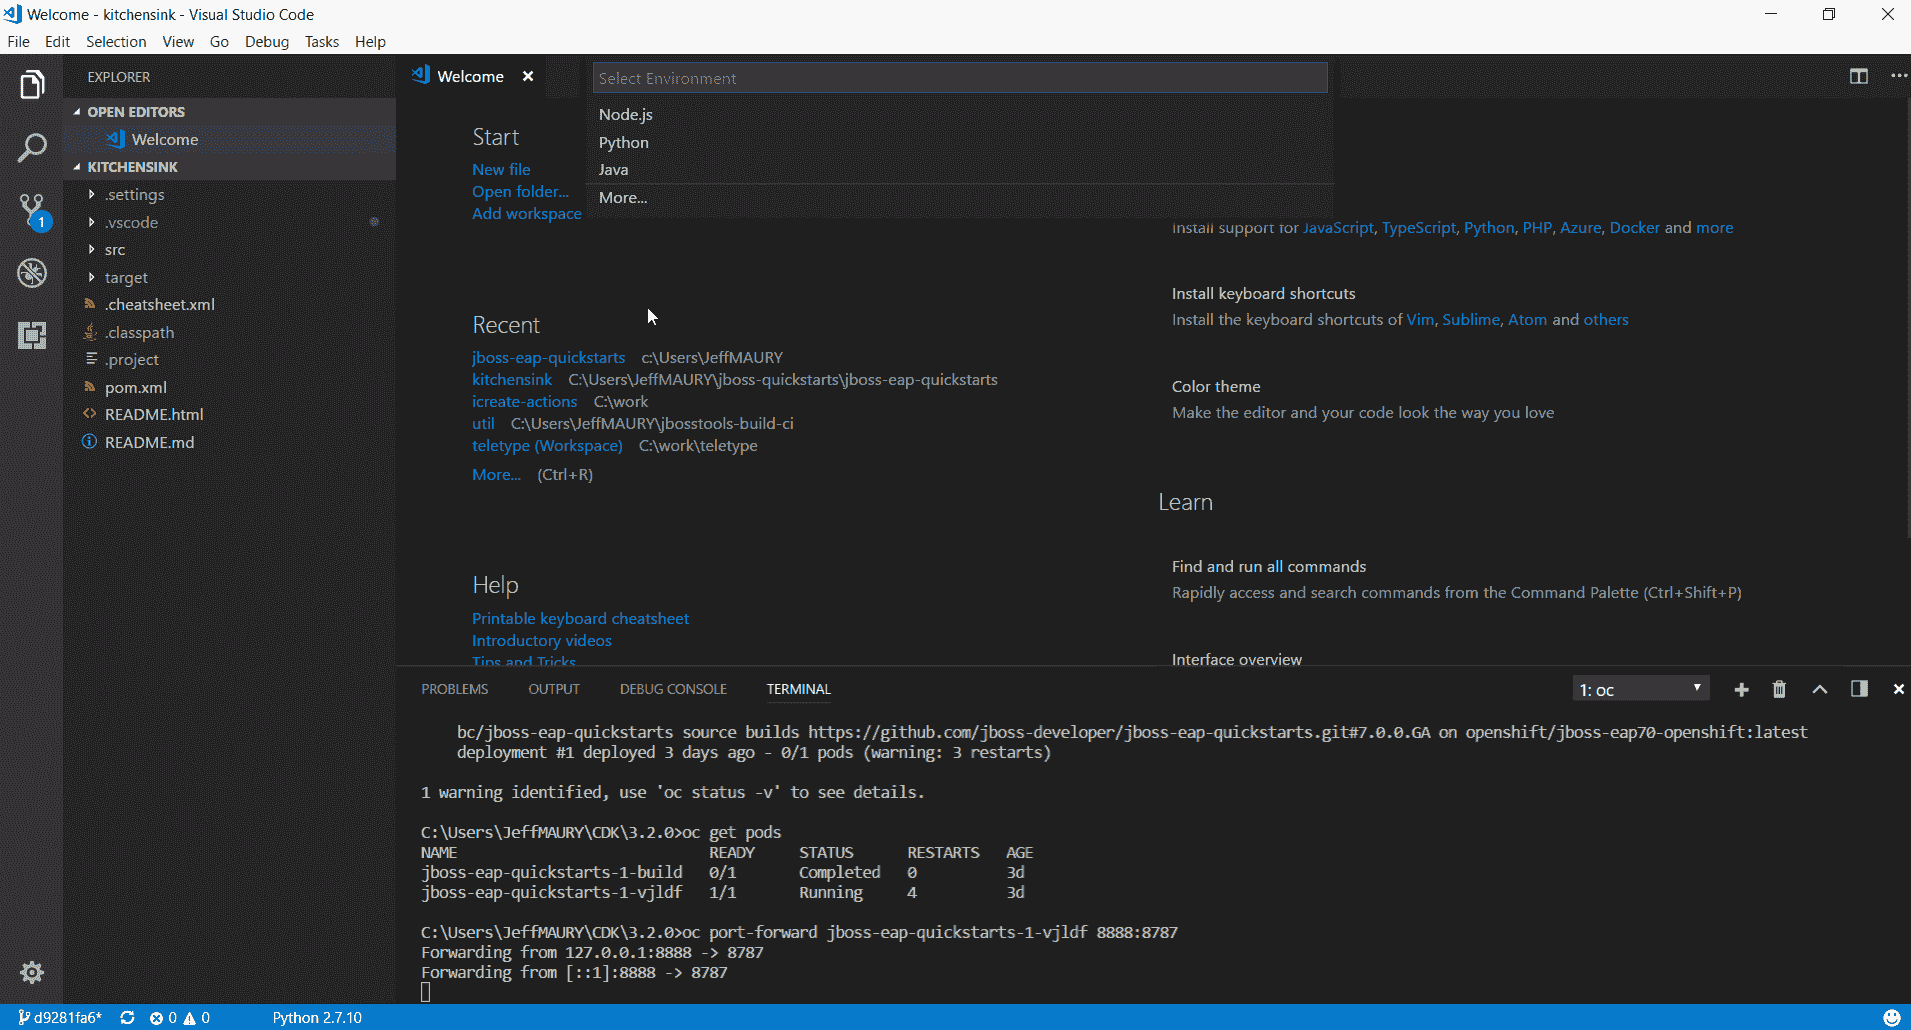 Welcome - kitchensink - Visual Studio Code
File Edit Selection View Go Debug Tasks Help
EXPLORER
OPEN EDITORS
Welcome
KITCHENSINK
.settings
.vscode
src
target
.cheatsheet.xml
.classpath
.project
pom.xml
README.html
README.md
1
Welcome
Select Environment
Node.js
Python
Java
More...
Start
New file
Open folder...
Add workspace
Recent
jboss-eap-quickstarts c:\Users\JeffMAURY
kitchensink C:\Users\JeffMAURY\jboss-quickstarts\jboss-eap-quickstarts
icreate-actions C:\work
util C:\Users\JeffMAURY\jbosstools-build-ci
teletype (Workspace) C:\work\teletype
More... (Ctrl+R)
Help
Printable keyboard cheatsheet
Introductory videos
Tips and Tricks
Install support for JavaScript, TypeScript, Python, PHP, Azure, Docker and more
Install keyboard shortcuts
Install the keyboard shortcuts of Vim, Sublime, Atom and others
Color theme
Make the editor and your code look the way you love
Learn
Find and run all commands
Rapidly access and search commands from the Command Palette (Ctrl+Shift+P)
Interface overview
PROBLEMS OUTPUT DEBUG CONSOLE TERMINAL
1: oc
bc/jboss-eap-quickstarts source builds https://github.com/jboss-developer/jboss-eap-quickstarts.git#7.0.0.GA on openshift/jboss-eap70-openshift:latest
deployment #1 deployed 3 days ago - 0/1 pods (warning: 3 restarts)
1 warning identified, use 'oc status -v' to see details.
C:\Users\JeffMAURY\CDK\3.2.0>oc get pods
NAME READY STATUS RESTARTS AGE
jboss-eap-quickstarts-1-build 0/1 Completed 0 3d
jboss-eap-quickstarts-1-vjldf 1/1 Running 4 3d
C:\Users\JeffMAURY\CDK\3.2.0>oc port-forward jboss-eap-quickstarts-1-vjldf 8888:8787
Forwarding from 127.0.0.1:8888 -> 8787
Forwarding from [::1]:8888 -> 8787
d9281fa6* 0 0 Python 2.7.10